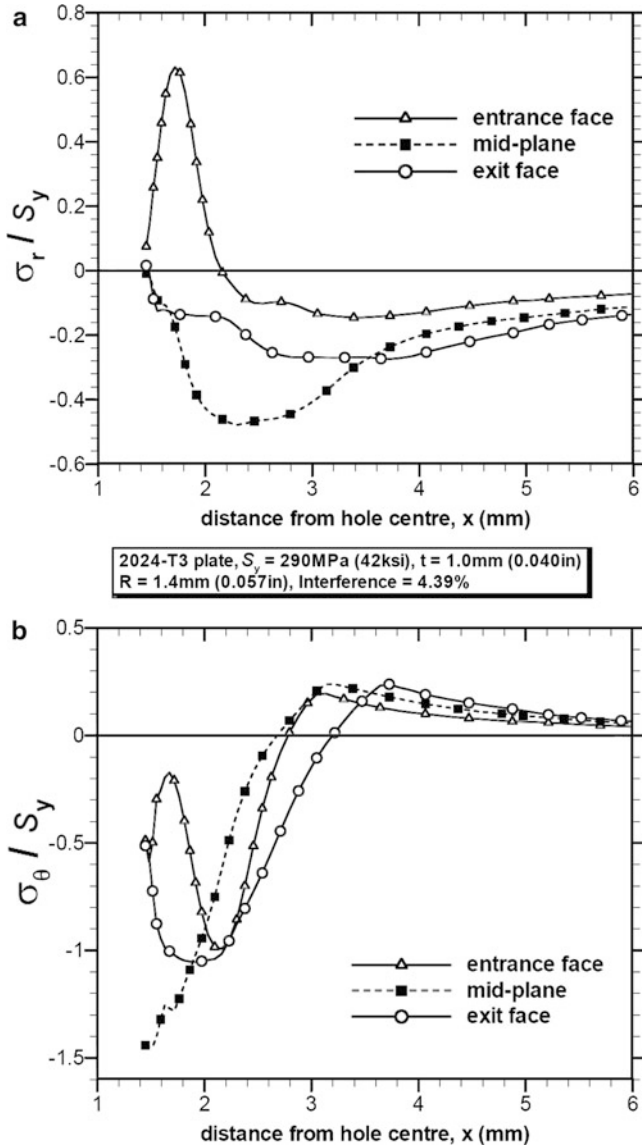 a
0.8
0.6
0.4
0.2
0
-0.2
-0.4
-0.6
σr / Sy
entrance face
mid-plane
exit face
1 2 3 4 5 6
distance from hole centre, x (mm)
2024-T3 plate, Sy = 290MPa (42ksi), t = 1.0mm (0.040in)
R = 1.4mm (0.057in), Interference = 4.39%
b
0.5
0
-0.5
-1
-1.5
σθ / Sy
entrance face
mid-plane
exit face
1 2 3 4 5 6
distance from hole centre, x (mm)